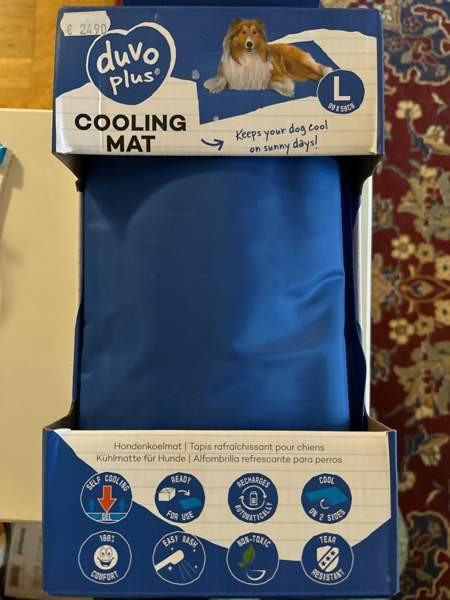 € 24.90
duvo
plus®
COOLING
MAT
Keeps your dog cool
on sunny days!
L
Hondenkoelmat | Tapis rafraîchissant pour chiens
Kühlmatte für Hunde | Alfombrilla refrescante para perros
SELF COOLING
GEL
READY
FOR USE
RECHARGES
AUTOMATICALLY
COOL
ON 2 SIDES
100%
COMFORT
EASY WASH
NON-TOXIC
TEAR
RESISTANT